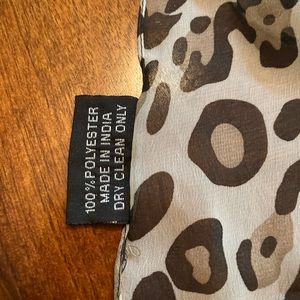 100% POLYESTER
MADE IN INDIA
DRY CLEAN ONLY